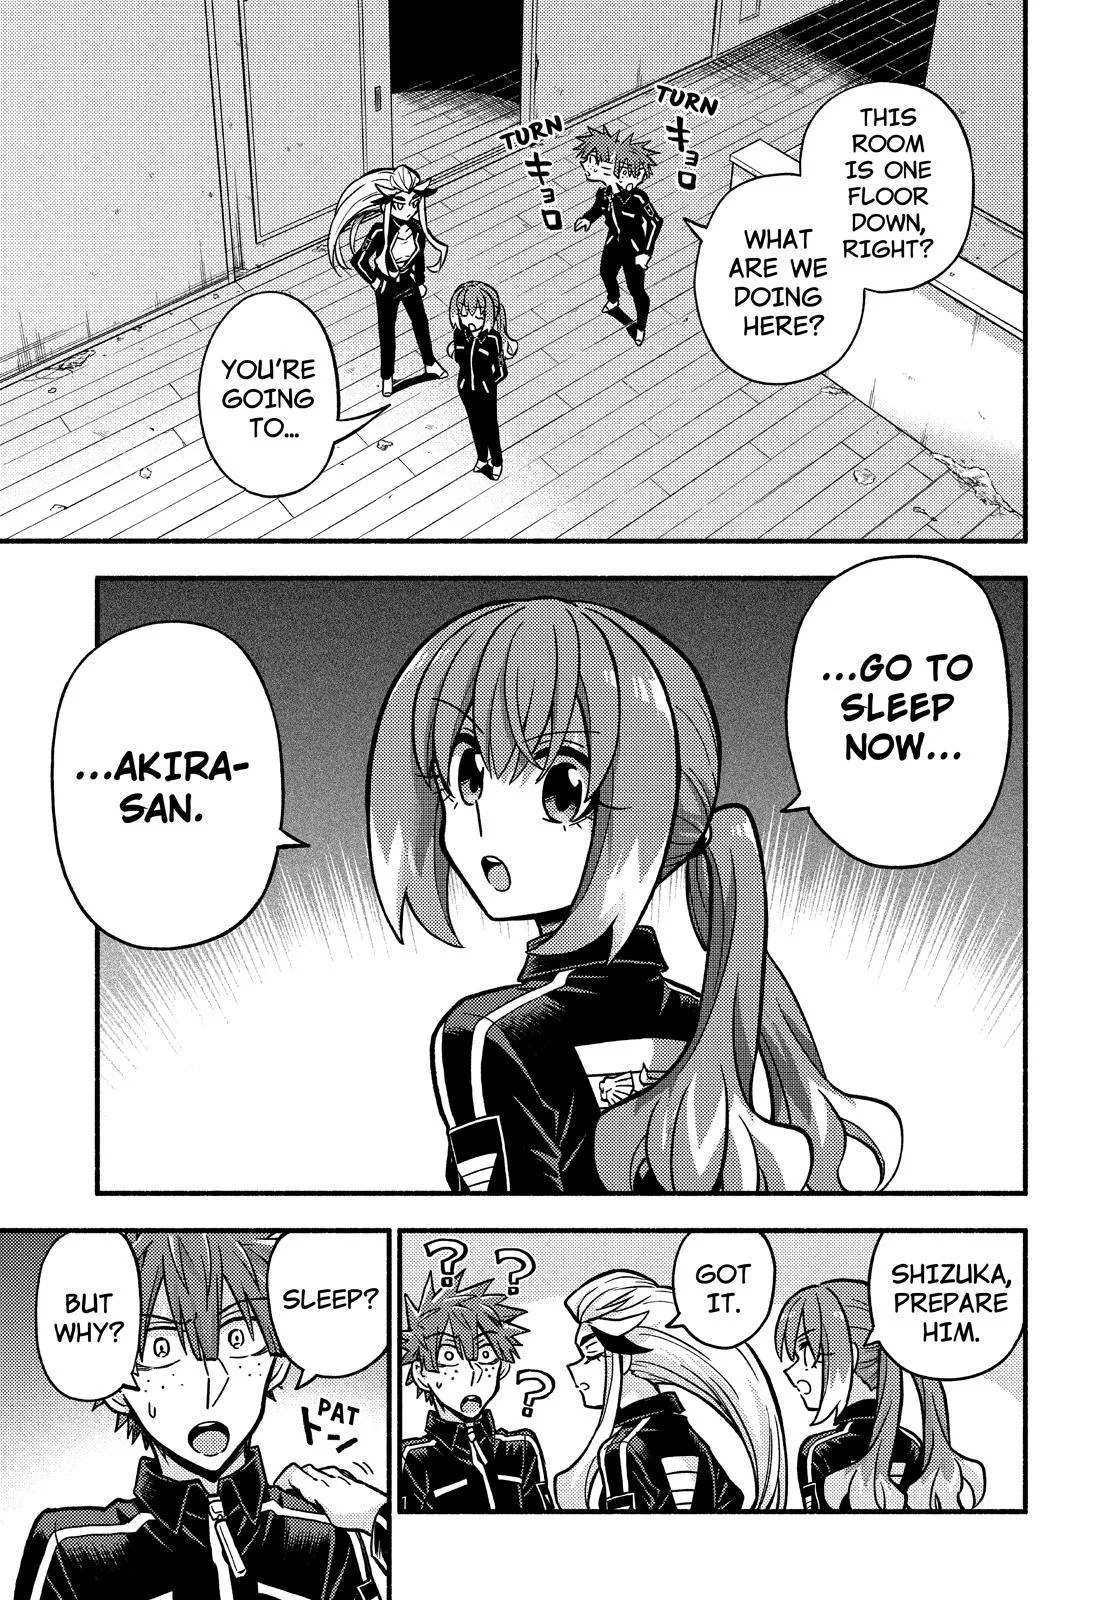 THIS
ROOM
IS ONE
FLOOR
DOWN,
RIGHT?
WHAT
ARE WE
DOING
HERE?
TURN
キョロ
TURN
キョロ
YOU'RE
GOING
TO...
...GO TO
SLEEP
NOW...
...AKIRA-
SAN.
SHIZUKA,
PREPARE
HIM.
GOT
IT.
?
?
?
SLEEP?
PAT
トーン
BUT
WHY?